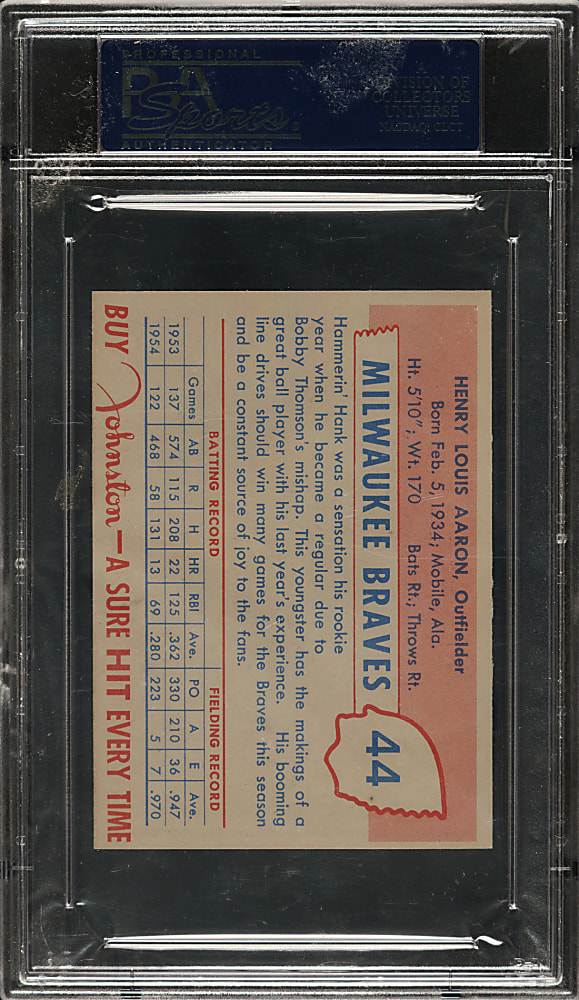 PROFESSIONAL
PSA
Sports
AUTHENTICATOR
A
DIVISION OF
COLLECTORS
UNIVERSE
NASDAQ: CLCT
HENRY LOUIS AARON, Outfielder
Born Feb. 5, 1934; Mobile, Ala.
Ht. 5'10"; Wt. 170 Bats Rt.; Throws Rt.
MILWAUKEE BRAVES 44
Hammerin' Hank was a sensation his rookie
year when he became a regular due to
Bobby Thomson's mishap. This youngster has the makings of a
great ball player with his last year's experience. His booming
line drives should win many games for the Braves this season
and be a constant source of joy to the fans.
BATTING RECORD FIELDING RECORD
Games AB R H HR RBI Ave. PO A E Ave.
1953 137 574 115 208 22 125 .362 330 210 36 .947
1954 122 468 58 131 13 69 .280 223 5 7 .970
BUY Johnston — A SURE HIT EVERY TIME